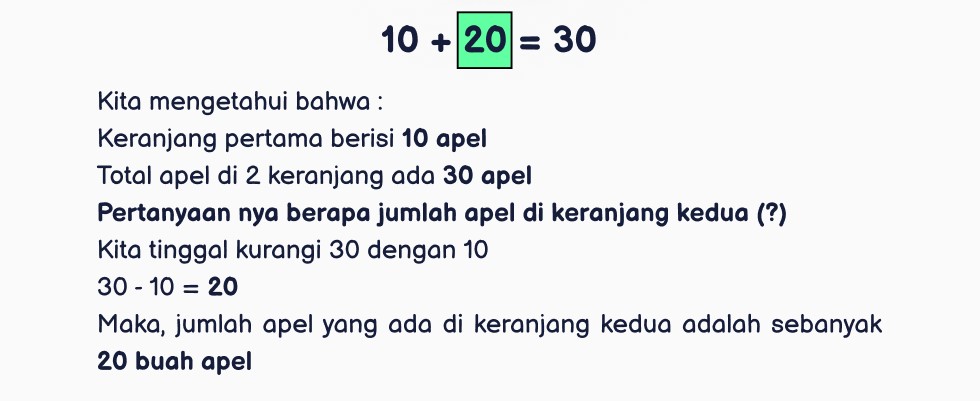 10 + 20 = 30
Kita mengetahui bahwa :
Keranjang pertama berisi 10 apel
Total apel di 2 keranjang ada 30 apel
Pertanyaan nya berapa jumlah apel di keranjang kedua (?)
Kita tinggal kurangi 30 dengan 10
30 - 10 = 20
Maka, jumlah apel yang ada di keranjang kedua adalah sebanyak
20 buah apel